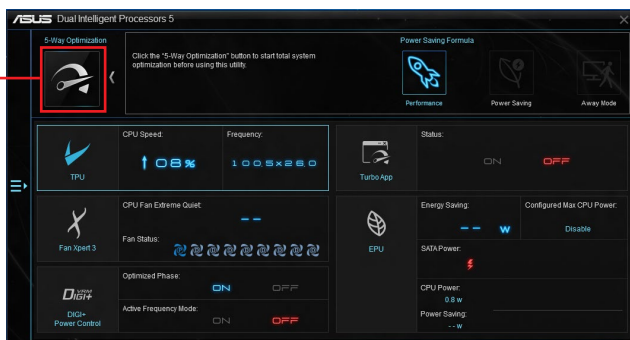 ASUS Dual Intelligent Processors 5
5-Way Optimization
Click the "5-Way Optimization" button to start total system
optimization before using this utility.
Power Saving Formula
Performance
Power Saving
Away Mode
TPU
CPU Speed:
08%
Frequency:
100.5x26.0
Turbo App
Status:
ON OFF
Fan Xpert 3
CPU Fan Extreme Quiet:
--
Fan Status:
EPU
Energy Saving:
-- W
Configured Max CPU Power:
Disable
SATA Power:
CPU Power:
0.8 w
Power Saving:
-- w
DIGI+ VRM
DIGI+
Power Control
Optimized Phase:
ON OFF
Active Frequency Mode:
ON OFF